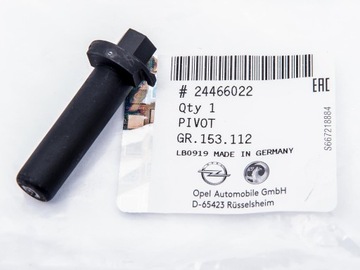 # 24466022
Qty 1
PIVOT
GR.153.112
LB0919 MADE IN GERMANY
Opel Automobile GmbH
D-65423 Rüsselsheim
EAC
S667218884